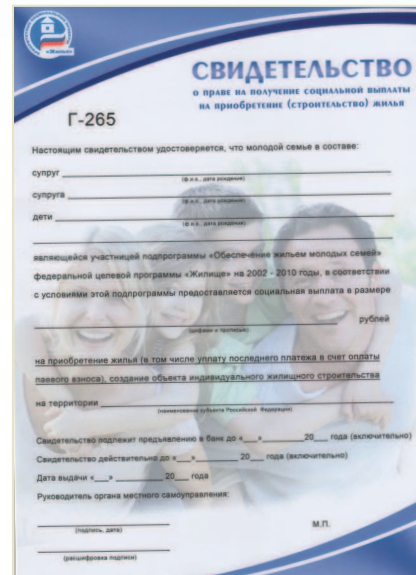 «Жилье»
СВИДЕТЕЛЬСТВО
о праве на получение социальной выплаты
на приобретение (строительство) жилья
Г-265
Настоящим свидетельством удостоверяется, что молодой семье в составе:
супруг
(ф.и.о., дата рождения)
супруга
(ф.и.о., дата рождения)
дети
(ф.и.о., дата рождения)
являющейся участницей подпрограммы «Обеспечение жильем молодых семей»
федеральной целевой программы «Жилище» на 2002 - 2010 годы, в соответствии
с условиями этой подпрограммы предоставляется социальная выплата в размере
рублей
(цифрами и прописью)
на приобретение жилья (в том числе уплату последнего платежа в счет оплаты
паевого взноса), создание объекта индивидуального жилищного строительства
на территории
(наименование субъекта Российской Федерации)
Свидетельство подлежит предъявлению в банк до «___»________ 20___ года (включительно)
Свидетельство действительно до «___»________ 20___ года (включительно)
Дата выдачи «___» ________ 20___ года
Руководитель органа местного самоуправления:
(подпись, дата) М.П.
(расшифровка подписи)